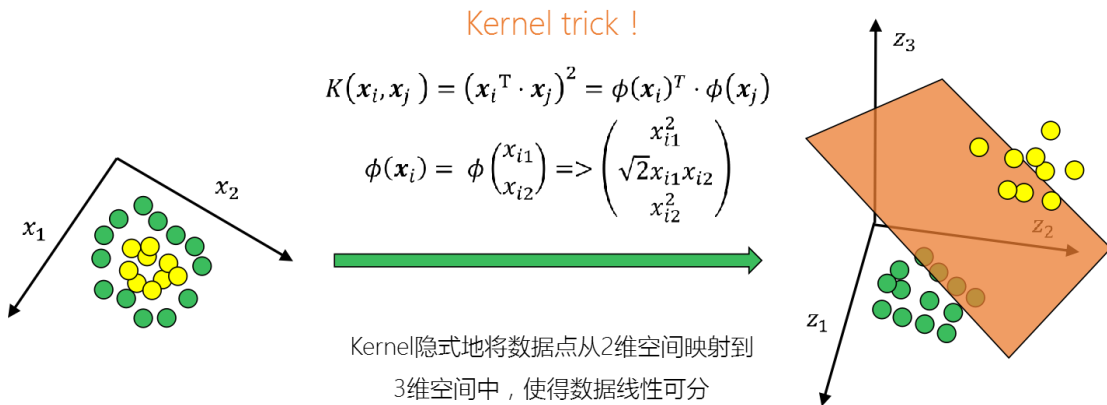 Kernel trick！
K(𝒙ᵢ, 𝒙ⱼ) = (𝒙ᵢᵀ · 𝒙ⱼ)² = ϕ(𝒙ᵢ)ᵀ · ϕ(𝒙ⱼ)
ϕ(𝒙ᵢ) = ϕ(xᵢ₁ xᵢ₂) => (xᵢ₁² √2xᵢ₁xᵢ₂ xᵢ₂²)
x₁
x₂
Kernel隐式地将数据点从2维空间映射到
3维空间中，使得数据线性可分
z₃
z₂
z₁